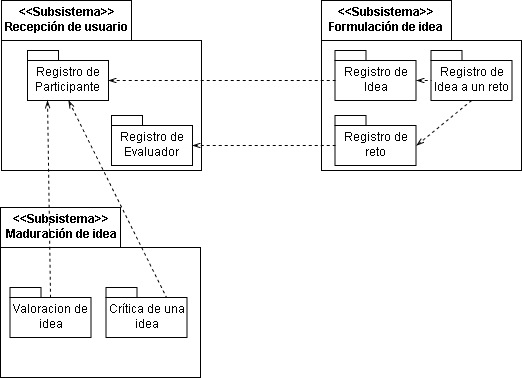 <<Subsistema>>
Recepción de usuario
Registro de
Participante
Registro de
Evaluador
<<Subsistema>>
Formulación de idea
Registro de
Idea
Registro de
Idea a un reto
Registro de
reto
<<Subsistema>>
Maduración de idea
Valoracion de
idea
Crítica de una
idea